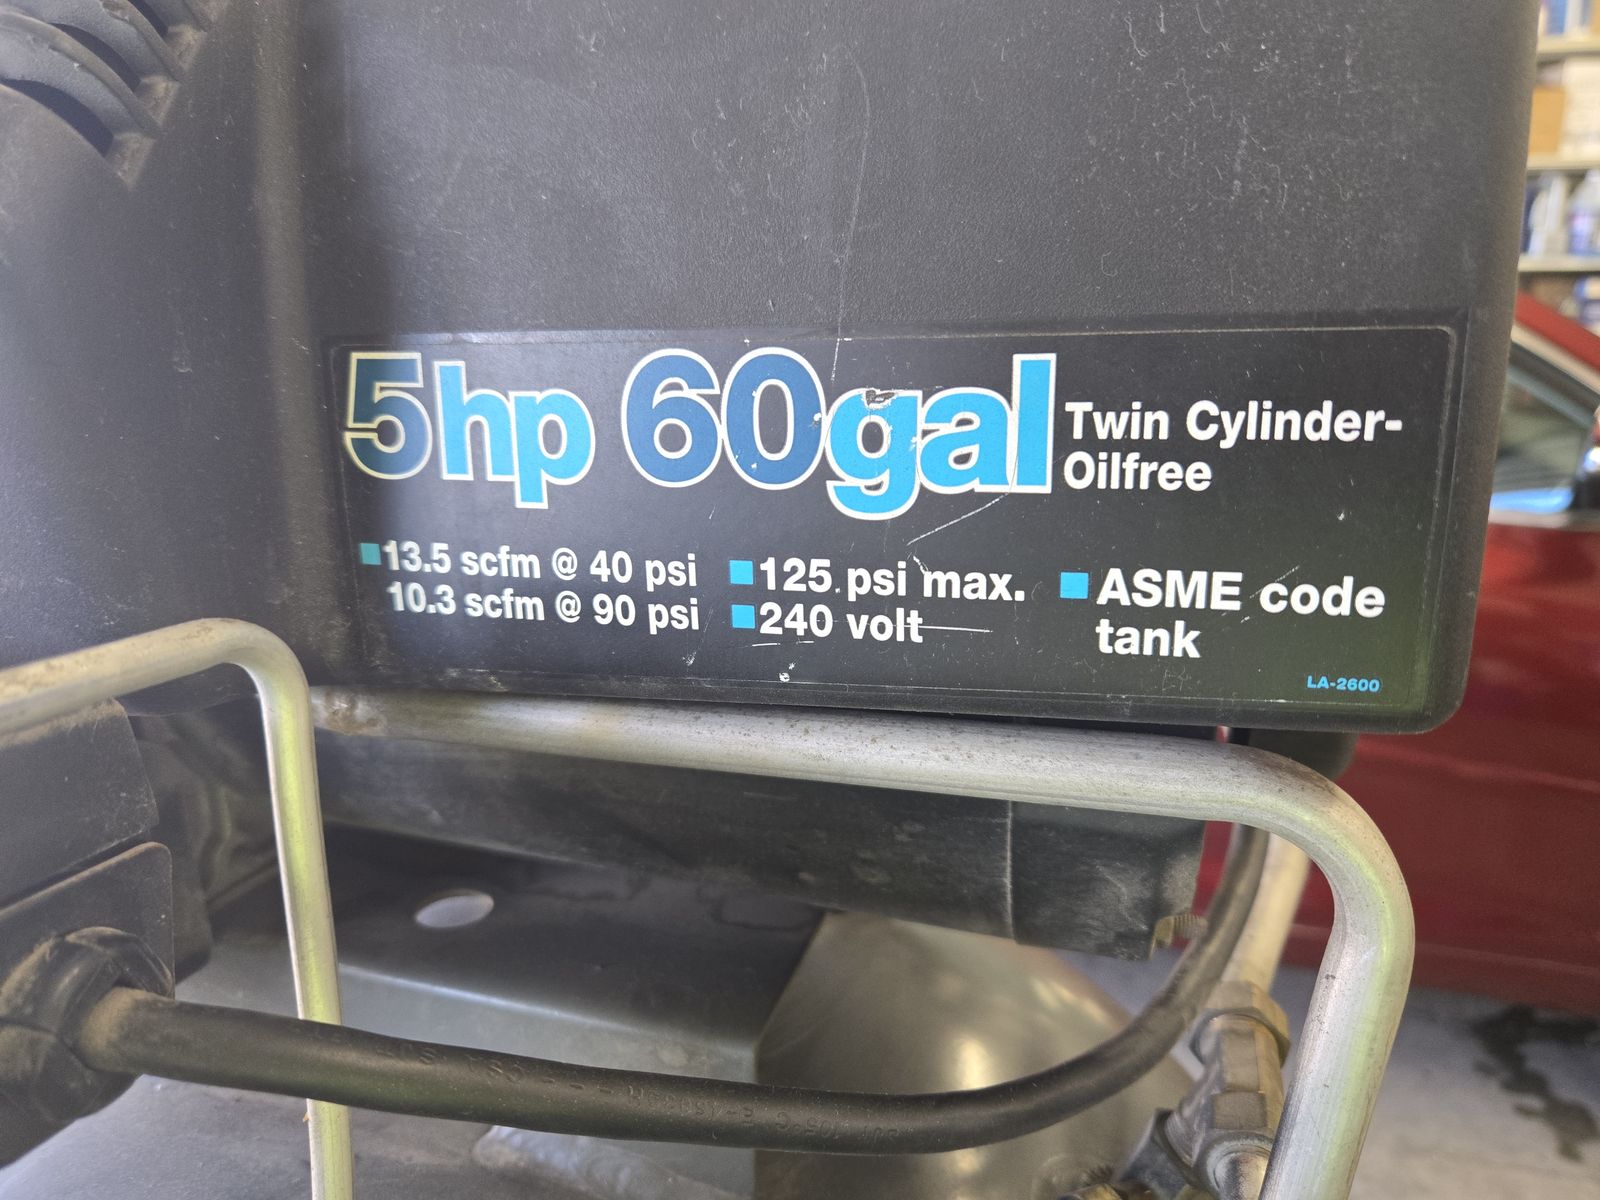 5hp 60gal Twin Cylinder-
Oilfree
13.5 scfm @ 40 psi
10.3 scfm @ 90 psi
125 psi max.
240 volt
ASME code
tank
LA-2600